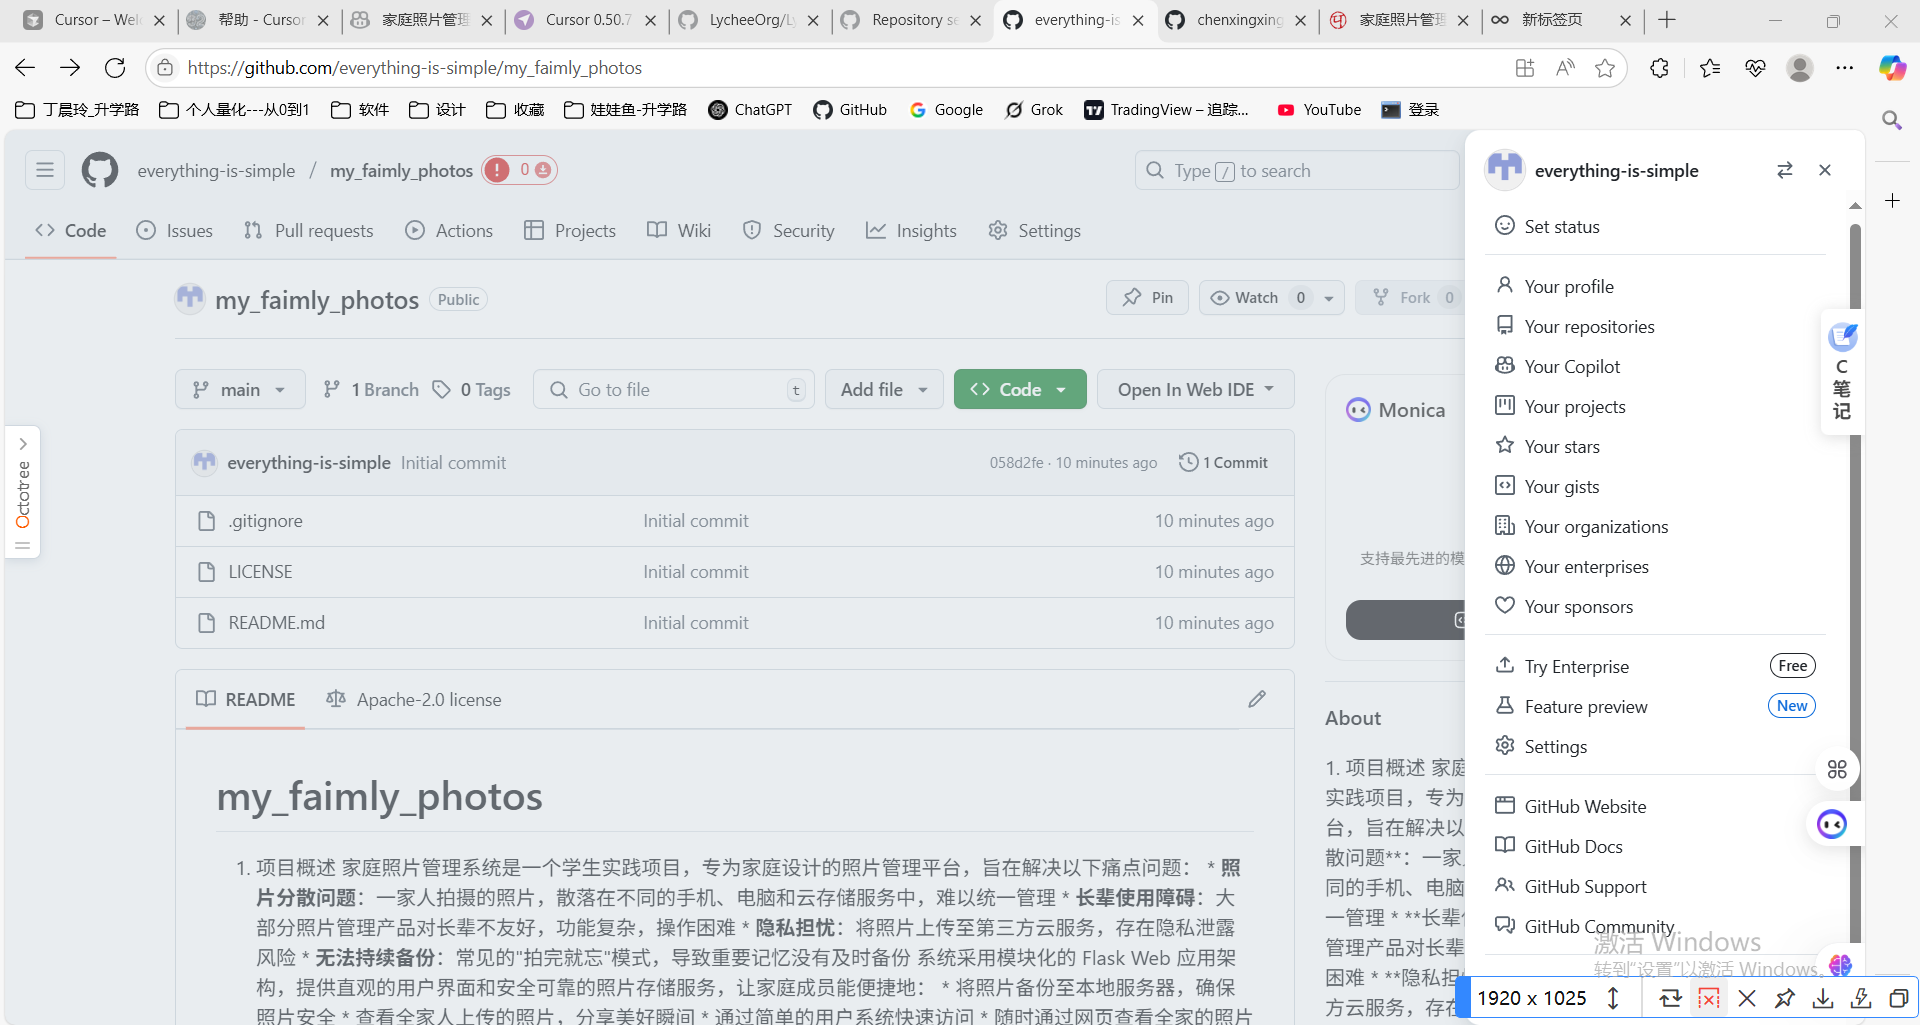 Cursor – Wel
帮助 - Cursor
家庭照片管理
Cursor 0.50.7
LycheeOrg/Ly
Repository se
everything-is
chenxingxing
家庭照片管理
新标签页
https://github.com/everything-is-simple/my_faimly_photos
丁晨玲_升学路
个人量化---从0到1
软件
设计
收藏
娃娃鱼-升学路
ChatGPT
GitHub
Google
Grok
TradingView – 追踪...
YouTube
登录
everything-is-simple / my_faimly_photos
! 0
Type / to search
Code
Issues
Pull requests
Actions
Projects
Wiki
Security
Insights
Settings
my_faimly_photos Public
Pin
Watch 0
Fork 0
main
1 Branch
0 Tags
Go to file t
Add file
Code
Open In Web IDE
everything-is-simple Initial commit
058d2fe · 10 minutes ago
1 Commit
.gitignore Initial commit 10 minutes ago
LICENSE Initial commit 10 minutes ago
README.md Initial commit 10 minutes ago
Octotree
README
Apache-2.0 license
my_faimly_photos
1. 项目概述 家庭照片管理系统是一个学生实践项目，专为家庭设计的照片管理平台，旨在解决以下痛点问题： * 照
片分散问题：一家人拍摄的照片，散落在不同的手机、电脑和云存储服务中，难以统一管理 * 长辈使用障碍：大
部分照片管理产品对长辈不友好，功能复杂，操作困难 * 隐私担忧：将照片上传至第三方云服务，存在隐私泄露
风险 * 无法持续备份：常见的"拍完就忘"模式，导致重要记忆没有及时备份 系统采用模块化的 Flask Web 应用架
构，提供直观的用户界面和安全可靠的照片存储服务，让家庭成员能便捷地： * 将照片备份至本地服务器，确保
照片安全 * 查看全家人上传的照片，分享美好瞬间 * 通过简单的用户系统快速访问 * 随时通过网页查看全家的照片
Monica
支持最先进的模
About
1. 项目概述 家庭
实践项目，专为
台，旨在解决以
散问题**：一家
同的手机、电脑
一管理 * **长辈
管理产品对长辈
困难 * **隐私担
方云服务，存在
everything-is-simple
Set status
Your profile
Your repositories
Your Copilot
Your projects
Your stars
Your gists
Your organizations
Your enterprises
Your sponsors
Try Enterprise Free
Feature preview New
Settings
GitHub Website
GitHub Docs
GitHub Support
GitHub Community
C
笔
记
激活 Windows
转到"设置"以激活 Windows。
1920 x 1025